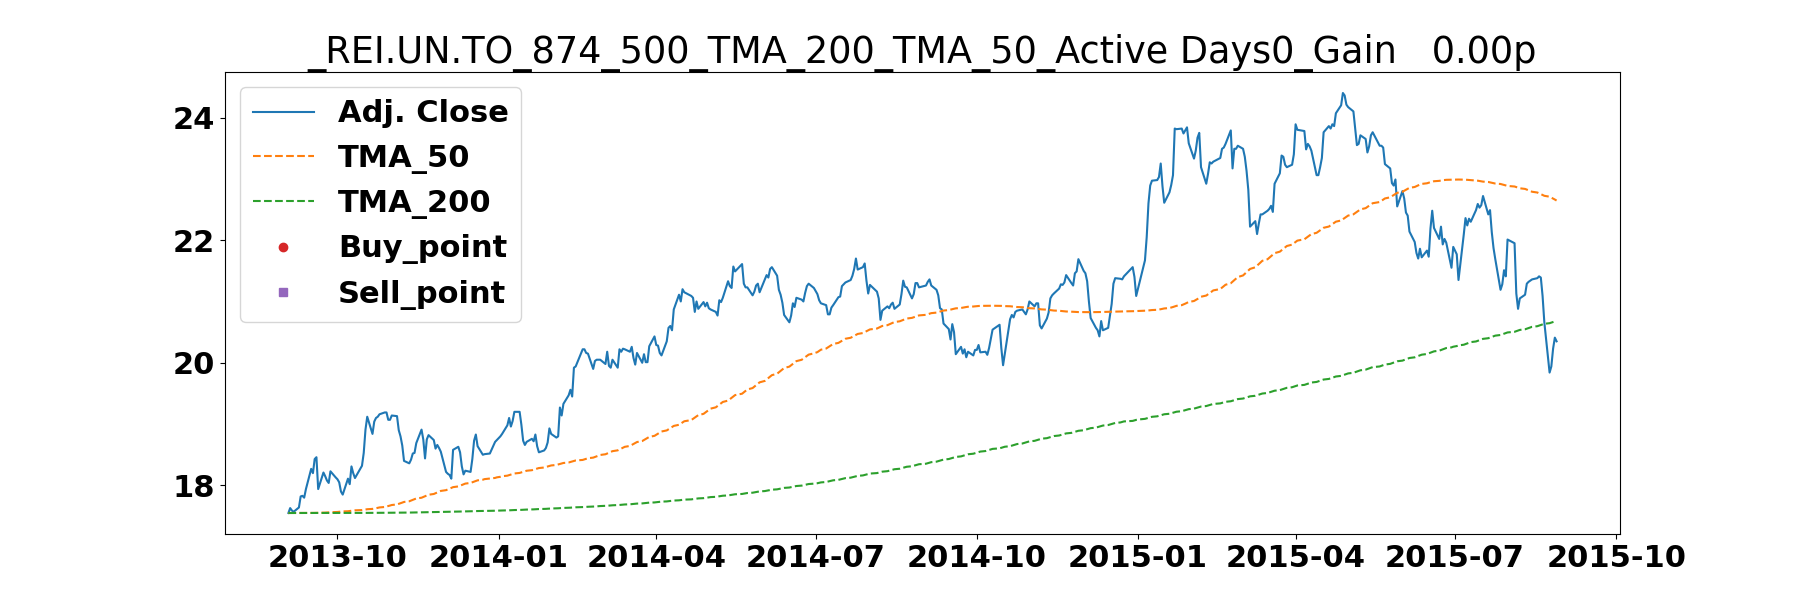 _REI.UN.TO_874_500_TMA_200_TMA_50_Active Days0_Gain   0.00p
24
22
20
18
Adj. Close
TMA_50
TMA_200
Buy_point
Sell_point
2013-10 2014-01 2014-04 2014-07 2014-10 2015-01 2015-04 2015-07 2015-10